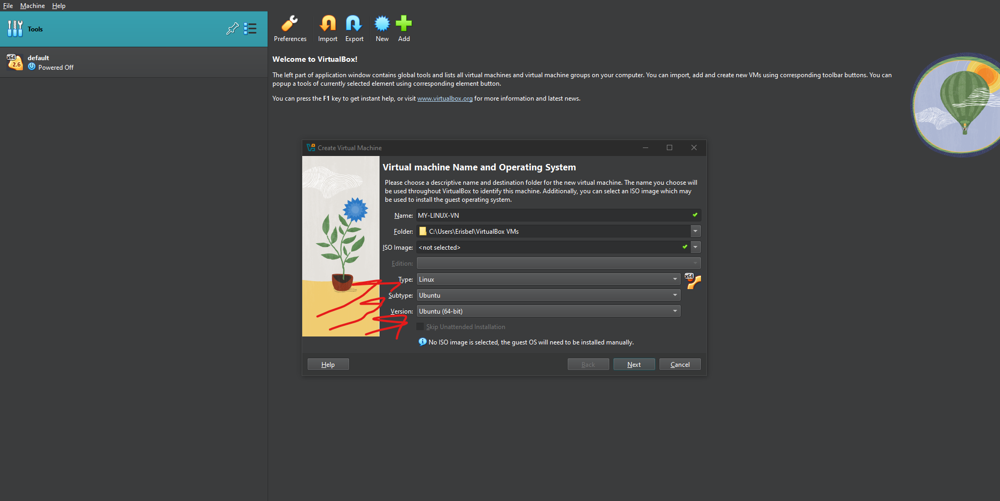 File Machine Help
Tools
Preferences Import Export New Add
x64 2.6 default
Powered Off
Welcome to VirtualBox!
The left part of application window contains global tools and lists all virtual machines and virtual machine groups on your computer. You can import, add and create new VMs using corresponding toolbar buttons. You can
popup a tools of currently selected element using corresponding element button.
You can press the F1 key to get instant help, or visit www.virtualbox.org for more information and latest news.
Create Virtual Machine
Virtual machine Name and Operating System
Please choose a descriptive name and destination folder for the new virtual machine. The name you choose will
be used throughout VirtualBox to identify this machine. Additionally, you can select an ISO image which may
be used to install the guest operating system.
Name: MY-LINUX-VN
Folder: C:\Users\Erisbel\VirtualBox VMs
ISO Image: <not selected>
Edition:
Type: Linux x64
Subtype: Ubuntu
Version: Ubuntu (64-bit)
Skip Unattended Installation
No ISO image is selected, the guest OS will need to be installed manually.
Help Back Next Cancel